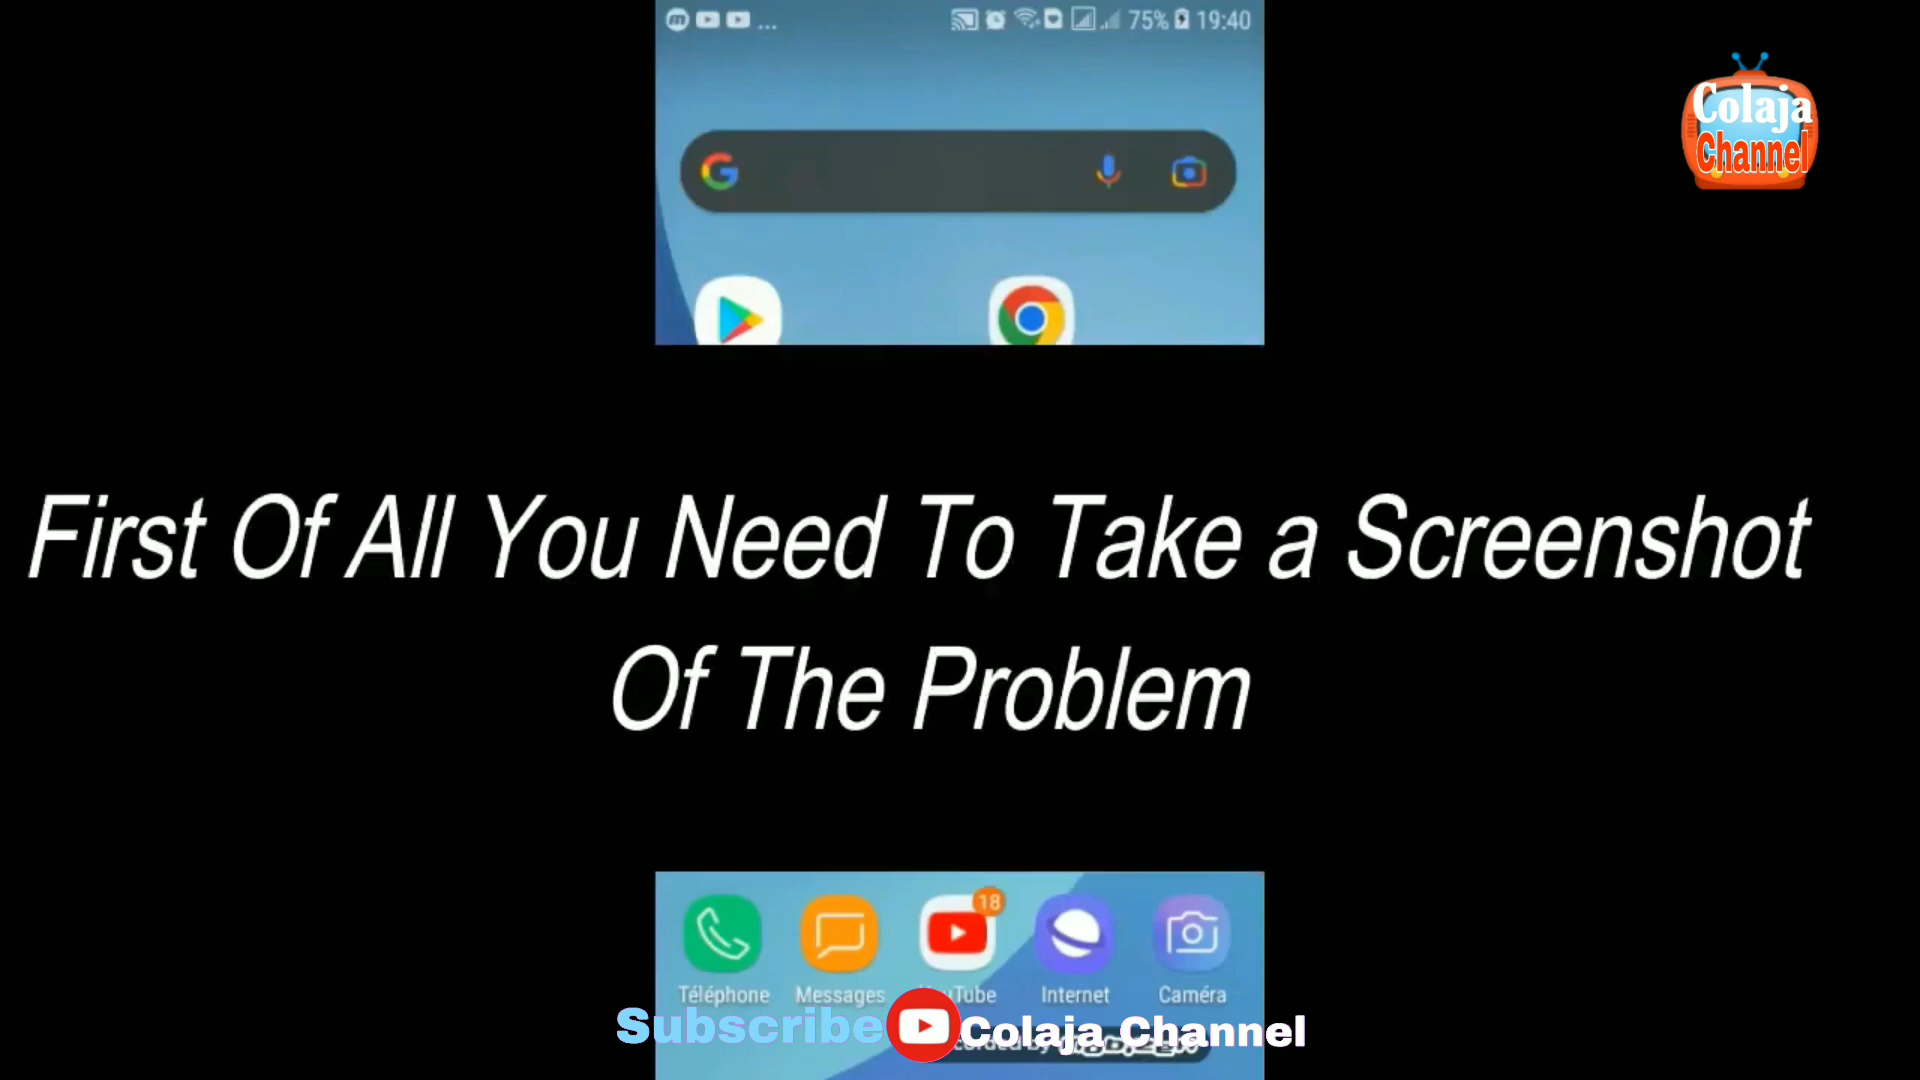 75% 19:40
Colaja
Channel
First Of All You Need To Take a Screenshot
Of The Problem
18
Téléphone Messages YouTube Internet Caméra
Subscribe Colaja Channel